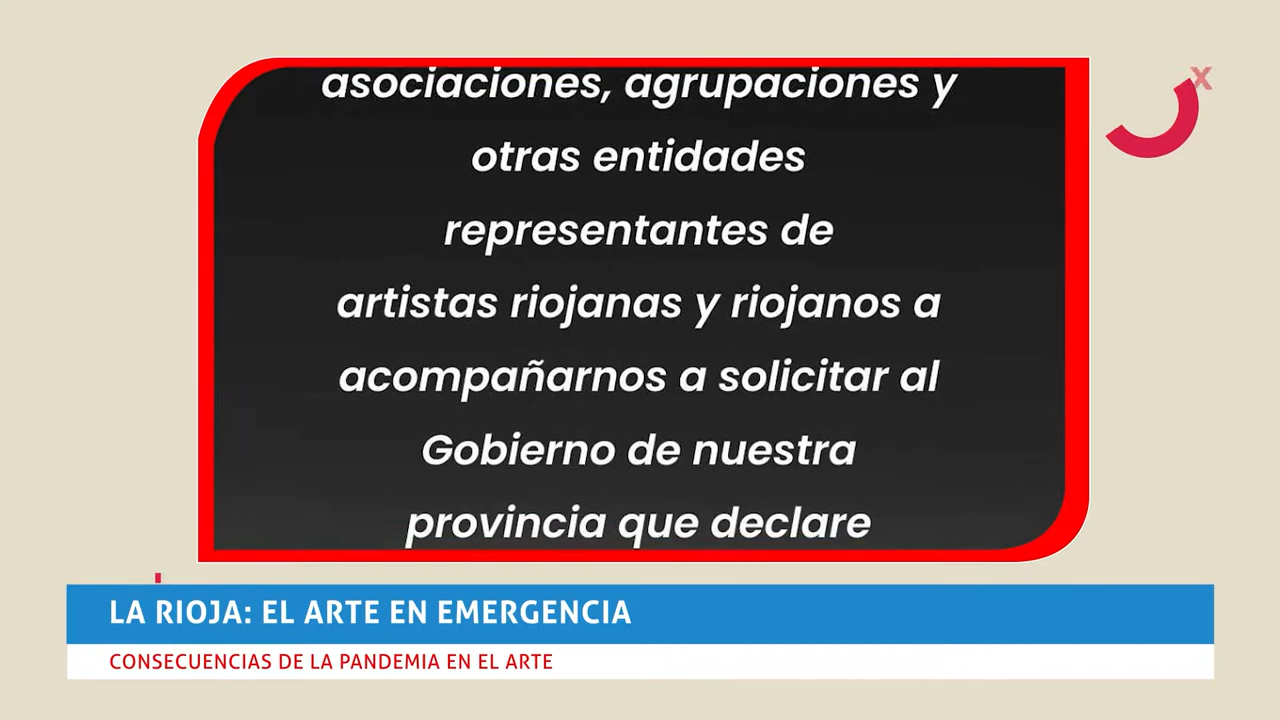 asociaciones, agrupaciones y
otras entidades
representantes de
artistas riojanas y riojanos a
acompañarnos a solicitar al
Gobierno de nuestra
provincia que declare
LA RIOJA: EL ARTE EN EMERGENCIA
CONSECUENCIAS DE LA PANDEMIA EN EL ARTE